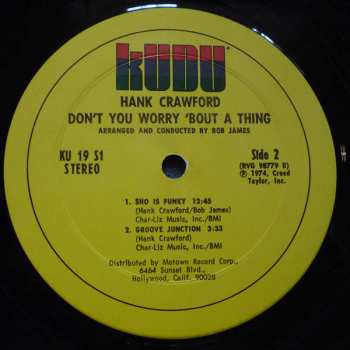 KUDU
HANK CRAWFORD
DON'T YOU WORRY 'BOUT A THING
ARRANGED AND CONDUCTED BY BOB JAMES
KU 19 S1
STEREO
Side 2
(RVG 98779 B)
℗ 1974, Creed
Taylor, Inc.
1. SHO IS FUNKY 12:45
(Hank Crawford/Bob James)
Char-Liz Music, Inc./BMI
2. GROOVE JUNCTION 3:33
(Hank Crawford)
Char-Liz Music, Inc./BMI
Distributed by Motown Record Corp.,
6464 Sunset Blvd.,
Hollywood, Calif. 90028